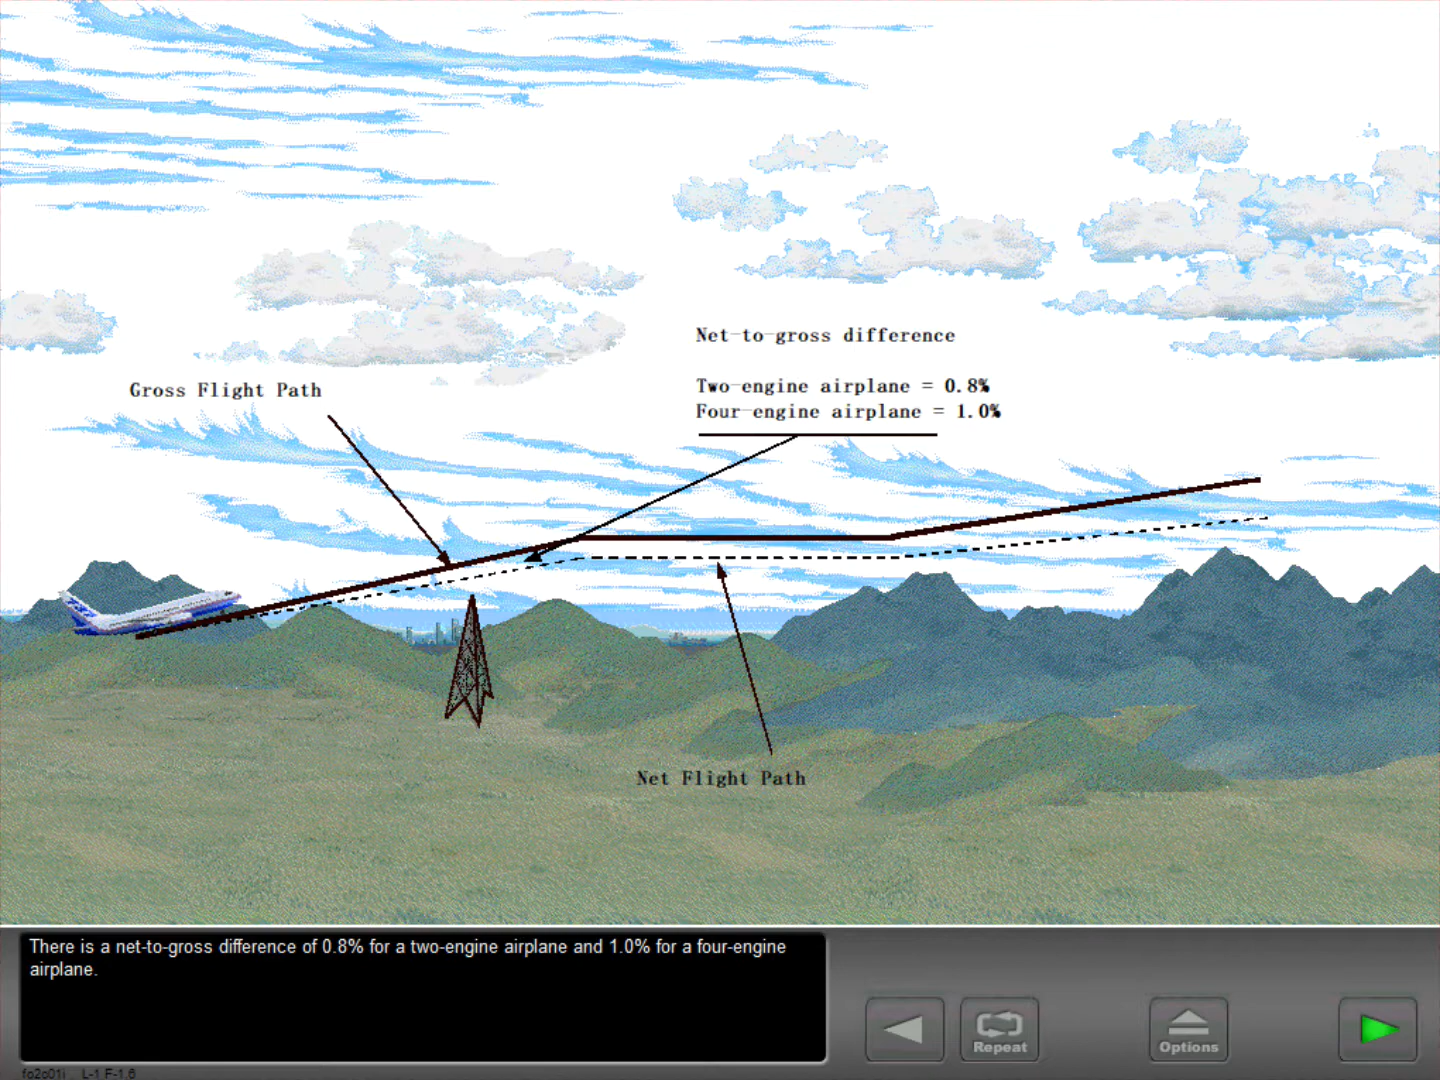 Net-to-gross difference
Gross Flight Path
Two-engine airplane = 0.8%
Four-engine airplane = 1.0%
Net Flight Path
There is a net-to-gross difference of 0.8% for a two-engine airplane and 1.0% for a four-engine
airplane.
Repeat
Options
fo2c01i L-1 F-1.6